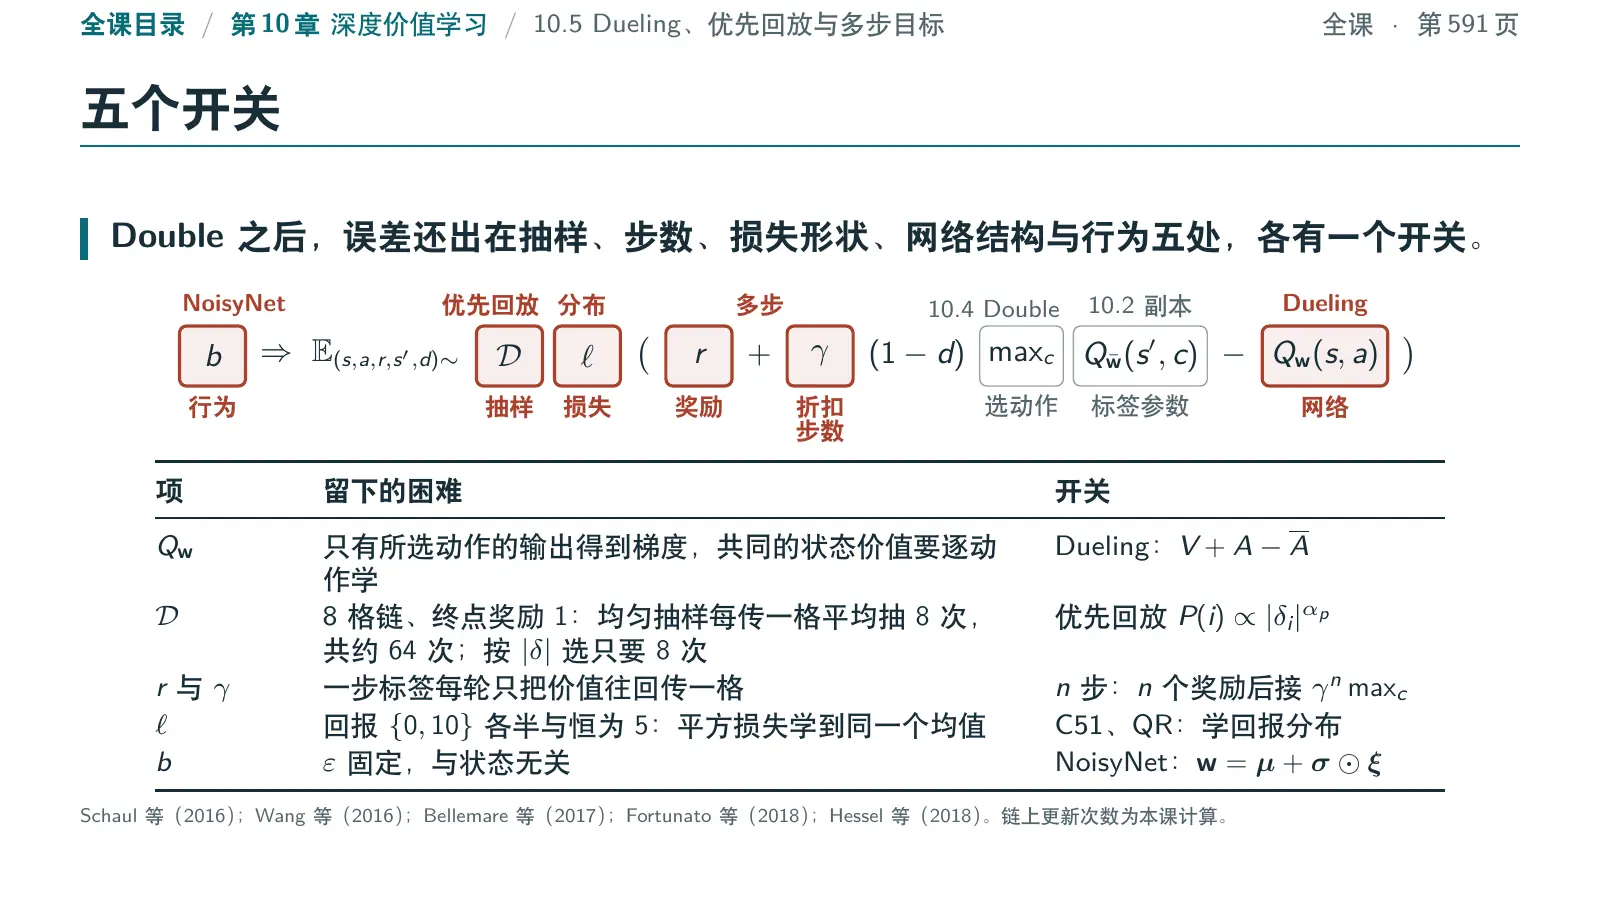 全课目录 / 第10章 深度价值学习 / 10.5 Dueling、优先回放与多步目标
全课 · 第591页
五个开关
Double 之后，误差还出在抽样、步数、损失形状、网络结构与行为五处，各有一个开关。
NoisyNet 优先回放 分布 多步 10.4 Double 10.2 副本 Dueling
b ⇒ 𝔼(s,a,r,s′,d)∼ 𝒟 ℓ ( r + γ (1 − d) max_c Q_w̄(s′, c) − Q_w(s, a) )
行为 抽样 损失 奖励 折扣 选动作 标签参数 网络
步数
项 留下的困难 开关
Q_w 只有所选动作的输出得到梯度，共同的状态价值要逐动 Dueling：V + A − A̅
作学
𝒟 8 格链、终点奖励 1：均匀抽样每传一格平均抽 8 次， 优先回放 P(i) ∝ |δ_i|^{α_p}
共约 64 次；按 |δ| 选只要 8 次
r 与 γ 一步标签每轮只把价值往回传一格 n 步：n 个奖励后接 γ^n max_c
ℓ 回报 {0, 10} 各半与恒为 5：平方损失学到同一个均值 C51、QR：学回报分布
b ε 固定，与状态无关 NoisyNet：w = μ + σ ⊙ ξ
Schaul 等 (2016)；Wang 等 (2016)；Bellemare 等 (2017)；Fortunato 等 (2018)；Hessel 等 (2018)。链上更新次数为本课计算。